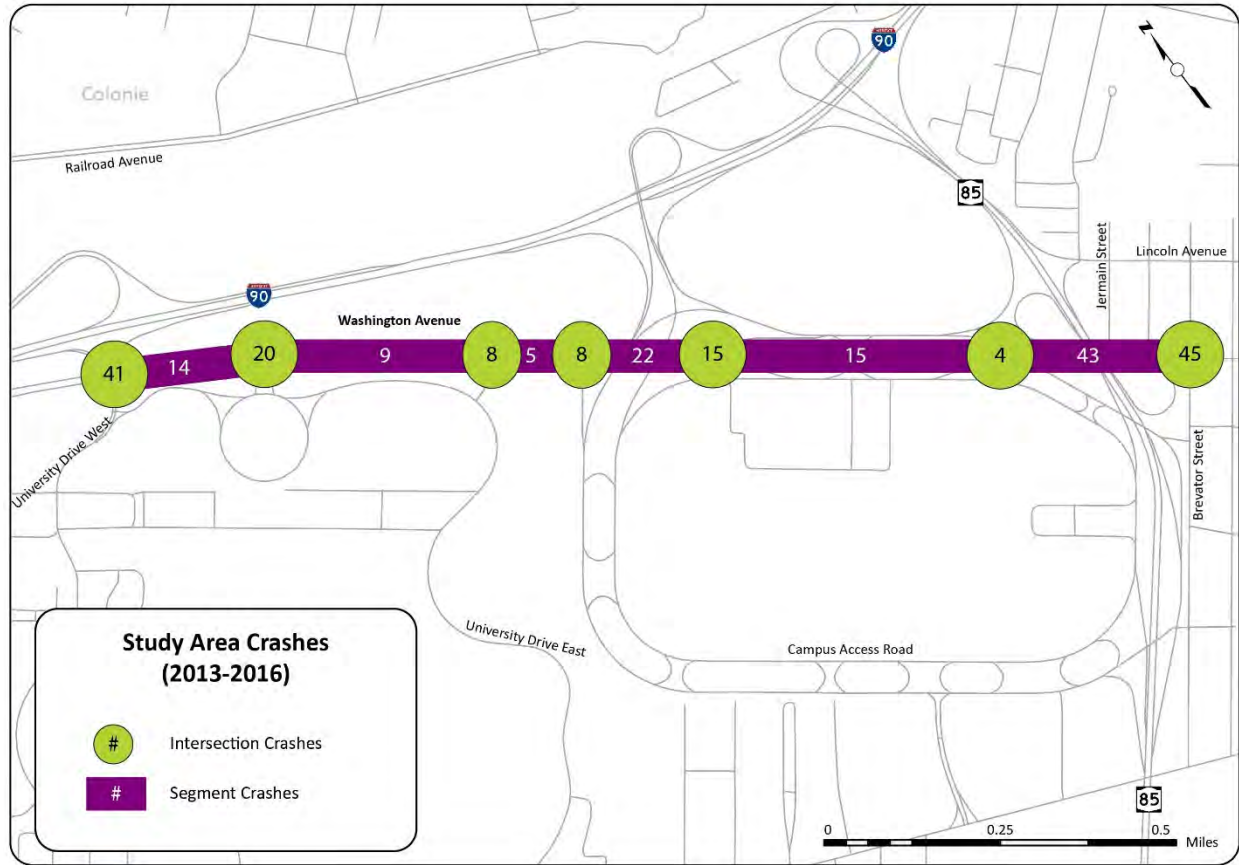 90
N
Colonie
Railroad Avenue
85
Jermain Street
Lincoln Avenue
90
Washington Avenue
41
14
20
9
8
5
8
22
15
15
4
43
45
University Drive West
Brevator Street
University Drive East
Campus Access Road
Study Area Crashes
(2013-2016)
# Intersection Crashes
# Segment Crashes
85
0 0.25 0.5
Miles